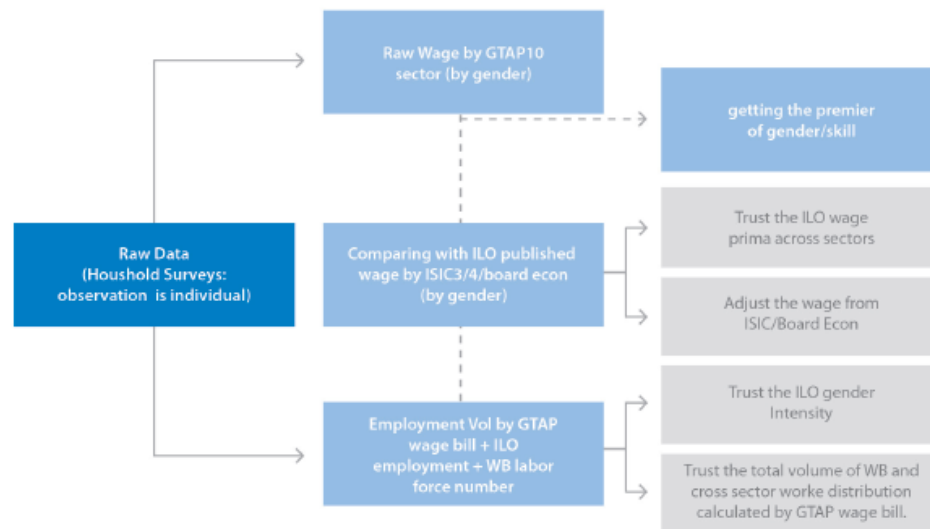 Raw Wage by GTAP10
sector (by gender)
getting the premier
of gender/skill
Raw Data
(Houshold Surveys:
observation is individual)
Comparing with ILO published
wage by ISIC3/4/board econ
(by gender)
Trust the ILO wage
prima across sectors
Adjust the wage from
ISIC/Board Econ
Employment Vol by GTAP
wage bill + ILO
employment + WB labor
force number
Trust the ILO gender
Intensity
Trust the total volume of WB and
cross sector worke distribution
calculated by GTAP wage bill.